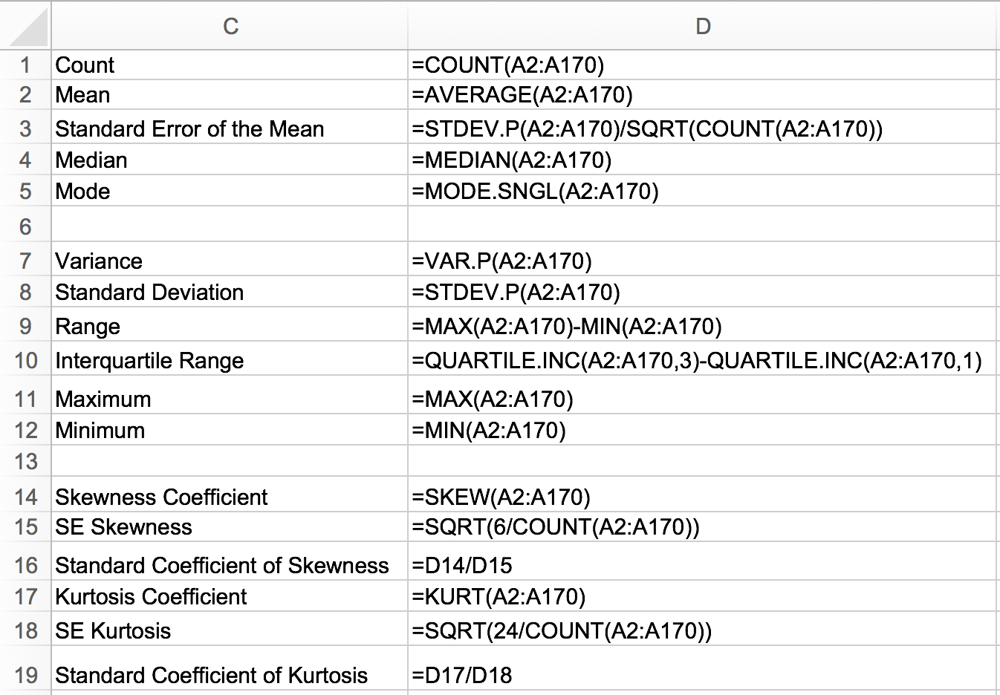 C D
1 Count =COUNT(A2:A170)
2 Mean =AVERAGE(A2:A170)
3 Standard Error of the Mean =STDEV.P(A2:A170)/SQRT(COUNT(A2:A170))
4 Median =MEDIAN(A2:A170)
5 Mode =MODE.SNGL(A2:A170)
6
7 Variance =VAR.P(A2:A170)
8 Standard Deviation =STDEV.P(A2:A170)
9 Range =MAX(A2:A170)-MIN(A2:A170)
10 Interquartile Range =QUARTILE.INC(A2:A170,3)-QUARTILE.INC(A2:A170,1)
11 Maximum =MAX(A2:A170)
12 Minimum =MIN(A2:A170)
13
14 Skewness Coefficient =SKEW(A2:A170)
15 SE Skewness =SQRT(6/COUNT(A2:A170))
16 Standard Coefficient of Skewness =D14/D15
17 Kurtosis Coefficient =KURT(A2:A170)
18 SE Kurtosis =SQRT(24/COUNT(A2:A170))
19 Standard Coefficient of Kurtosis =D17/D18